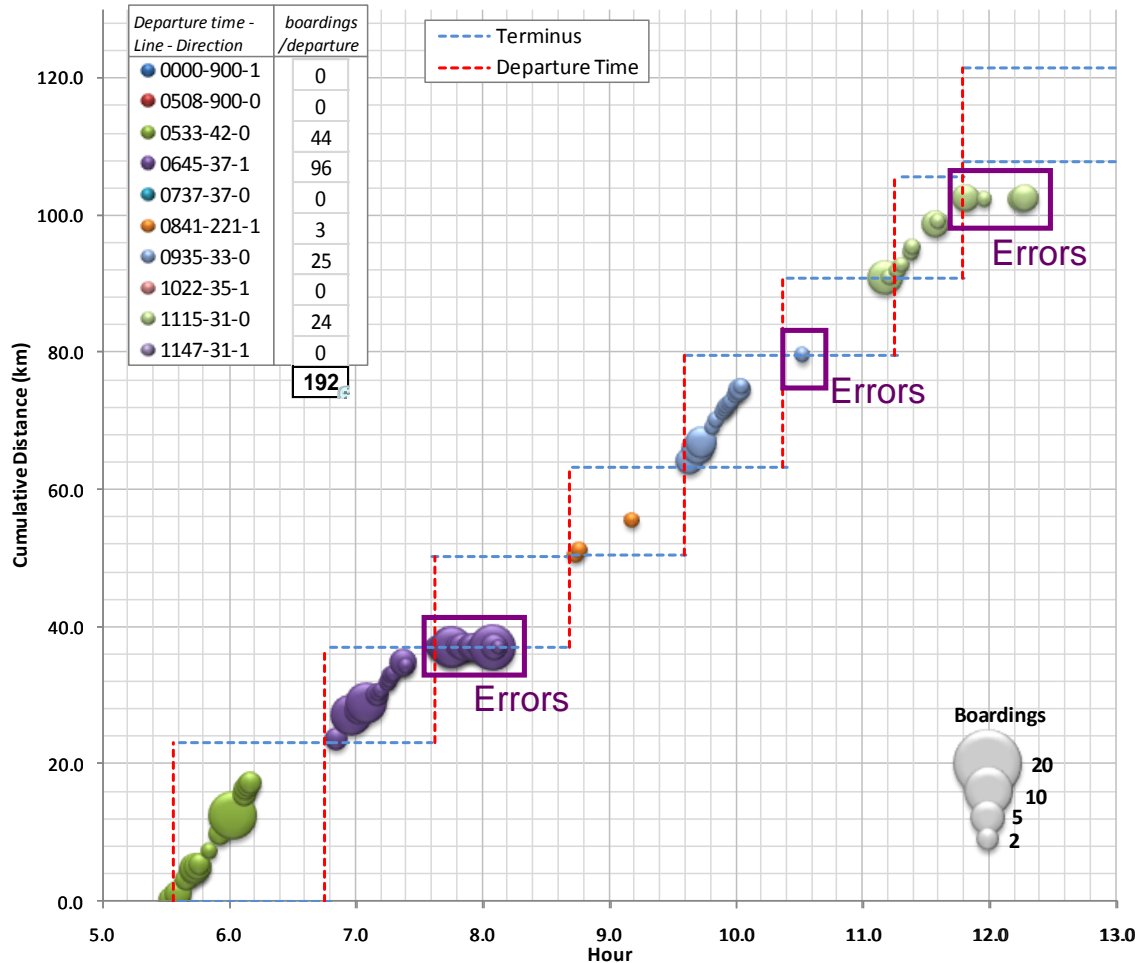 Departure time - boardings
Line - Direction /departure
0000-900-1 0
0508-900-0 0
0533-42-0 44
0645-37-1 96
0737-37-0 0
0841-221-1 3
0935-33-0 25
1022-35-1 0
1115-31-0 24
1147-31-1 0
192
Terminus
Departure Time
Errors
Errors
Errors
Boardings
20
10
5
2
Cumulative Distance (km)
120.0
100.0
80.0
60.0
40.0
20.0
0.0
5.0 6.0 7.0 8.0 9.0 10.0 11.0 12.0 13.0
Hour